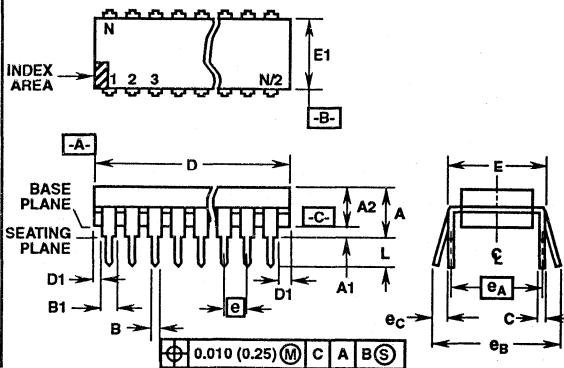 N
E1
INDEX
AREA
1 2 3 N/2
-B-
-A-
D
E
BASE
PLANE
A2 A
-C-
SEATING
PLANE
L
D1
A1
D1
B1
e
eA
B
eC
C
eB
0.010 (0.25) M C A B S